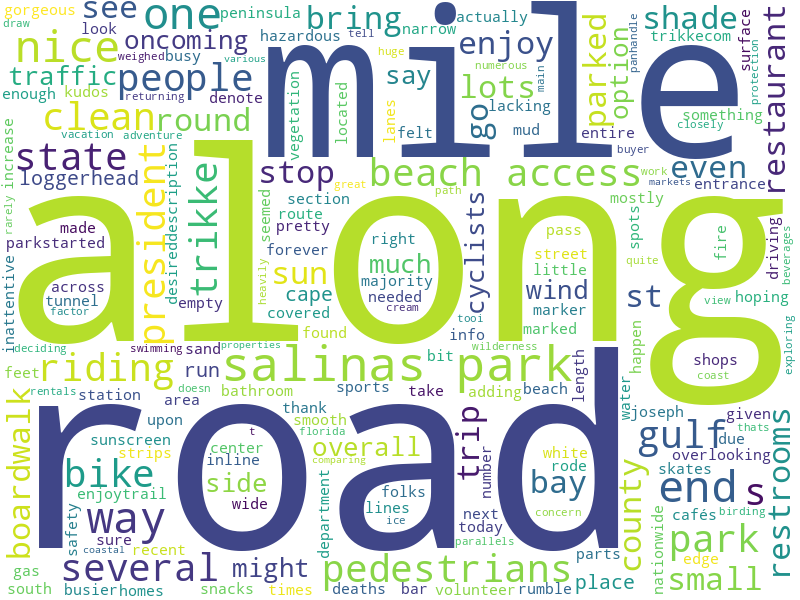 gorgeous see one peninsula bring narrow actually mile shade panhandle surface
draw look oncoming hazardous tell enjoy parked option trikkecom protection
nice weighed busy various vegetation say numerous main lots restaurant
traffic people returning located lanes go lacking something
enough kudos denote felt mud entire closely
clean round vacation adventure buyer
rarely increase state loggerhead president desireddescription trikke stop great beach access work markets even entrance
made section path cyclists mostly driving
parkstarted route pretty seemed right pass spots fire beverages
inattentive across tunnel factor empty forever sun much majority street little quite
along
heavily cape covered needed cream wind marker st view hoping
deciding swimming sand properties found info tooi marked wilderness happen shops coast exploring
feet riding run salinas park bit length
rentals station area doesn bathroom sports take adding beach water joseph given thats
boardwalk upon thank smooth florida trip number white gulf due overlooking
sunscreen strips center t inline comparing overall rode skates
bike side wide department folks lines ice bay concern county ends cafés birding restrooms
enjoytrail way safety sure recent next today parallels nationwide park edge
gas coastal several might pedestrians parts place small
south busierhomes snacks times deaths bar volunteer rumble
road